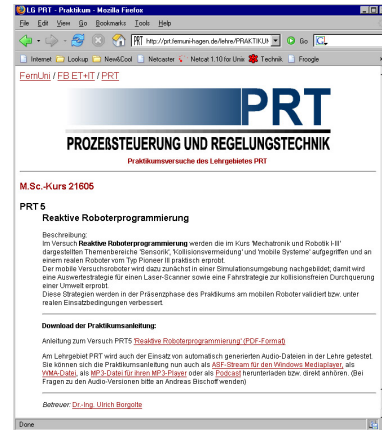 LG PRT - Praktikum - Mozilla Firefox
File Edit View Go Bookmarks Tools Help
http://prt.fernuni-hagen.de/lehre/PRAKTIKUM Go
Internet Lookup New&Cool Netcaster Netcat 1.10 for Unix Technik Froogle
FernUni / FB ET+IT / PRT
PRT
PROZEßSTEUERUNG UND REGELUNGSTECHNIK
Praktikumsversuche des Lehrgebietes PRT
M.Sc.-Kurs 21605
PRT 5
Reaktive Roboterprogrammierung
Beschreibung:
Im Versuch Reaktive Roboterprogrammierung werden die im Kurs 'Mechatronik und Robotik I-III'
dargestellten Themenbereiche 'Sensorik', 'Kollisionsvermeidung' und 'mobile Systeme' aufgegriffen und an
einem realen Roboter vom Typ Pioneer III praktisch erprobt.
Der mobile Versuchsroboter wird dazu zunächst in einer Simulationsumgebung nachgebildet; damit wird
eine Auswertestrategie für einen Laser-Scanner sowie eine Fahrstrategie zur kollisionsfreien Durchquerung
einer Umwelt erprobt.
Diese Strategien werden in der Präsenzphase des Praktikums am mobilen Roboter validiert bzw. unter
realen Einsatzbedingungen verbessert.
Download der Praktikumsanleitung:
Anleitung zum Versuch PRT5 'Reaktive Roboterprogrammierung' (PDF-Format)
Am Lehrgebiet PRT wird auch der Einsatz von automatisch generierten Audio-Dateien in der Lehre getestet.
Sie können sich die Praktikumsanleitung nun auch als ASF-Stream für den Windows Mediaplayer, als
WMA-Datei, als MP3-Datei für ihren MP3-Player oder als Podcast herunterladen bzw. direkt anhören. (Bei
Fragen zu den Audio-Versionen bitte an Andreas Bischoff wenden)
Betreuer: Dr.-Ing. Ulrich Borgolte
Done